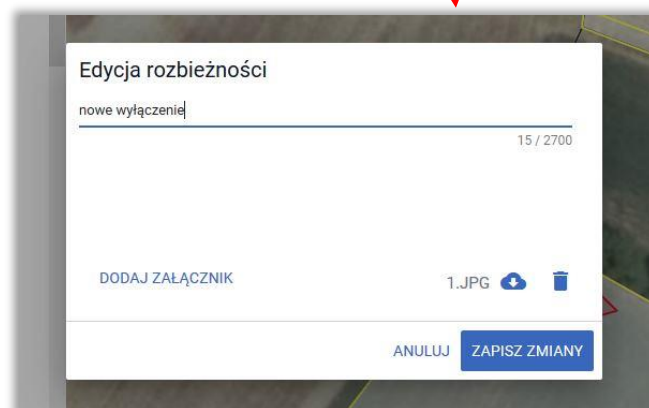 Edycja rozbieżności
nowe wyłączenie
15 / 2700
DODAJ ZAŁĄCZNIK 1.JPG
ANULUJ ZAPISZ ZMIANY